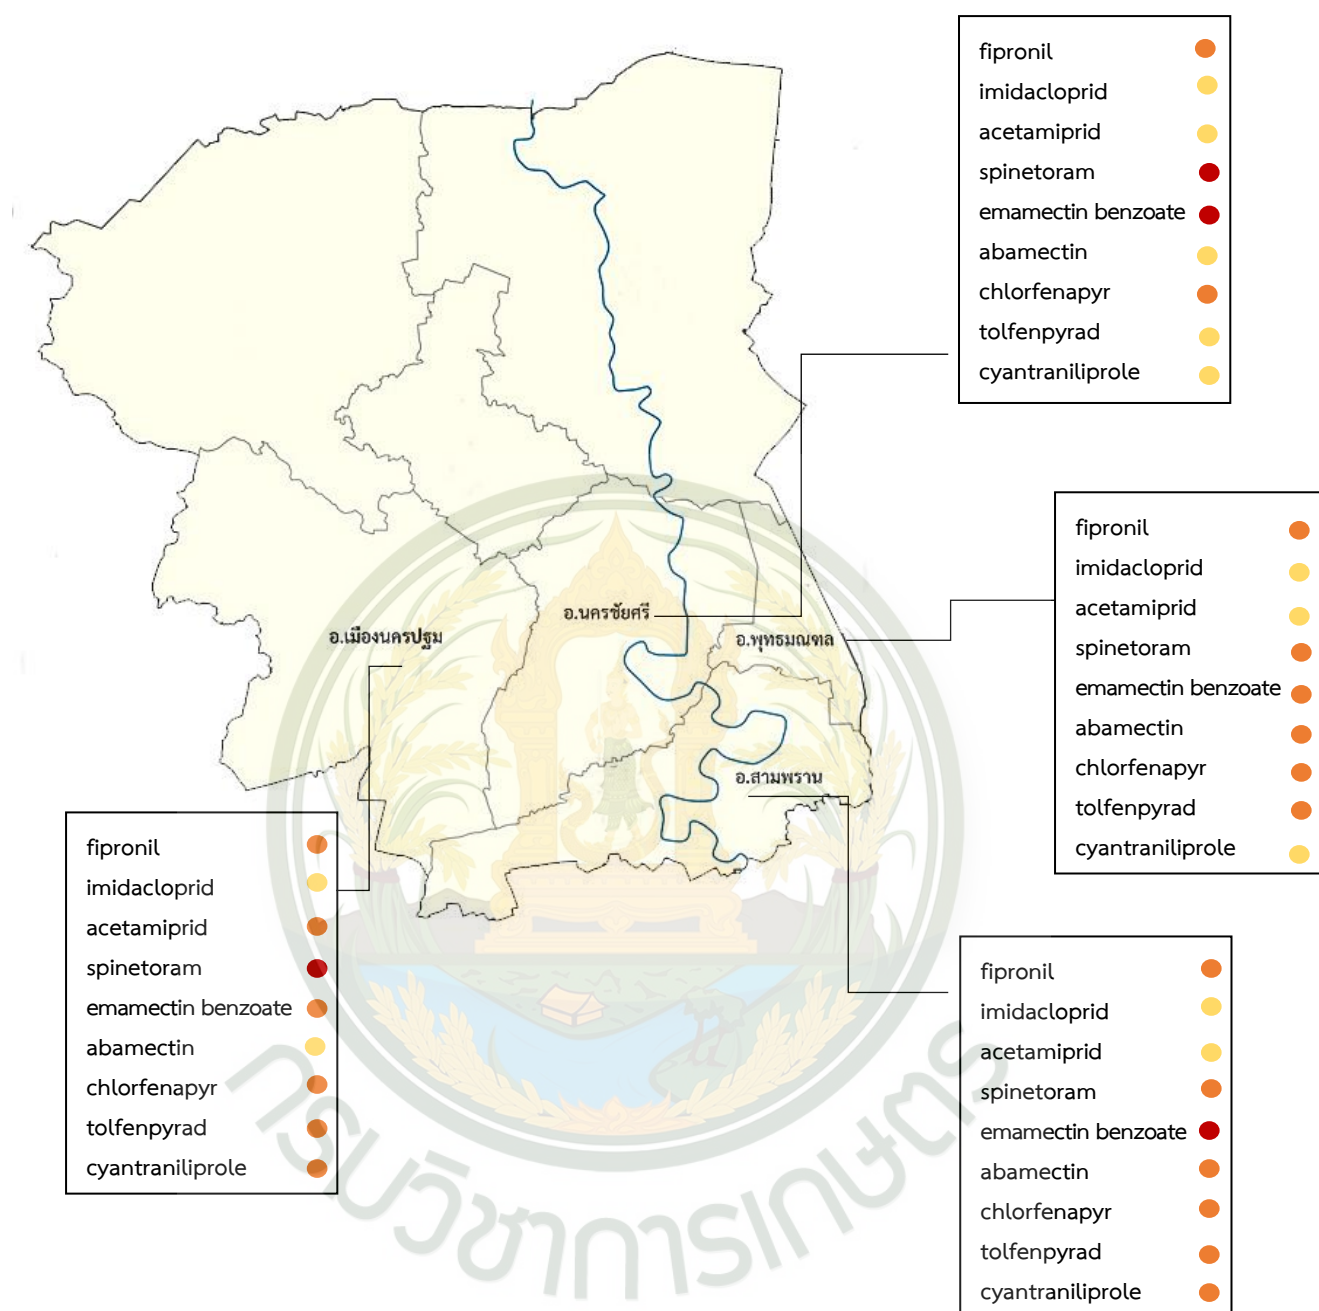 fipronil
imidacloprid
acetamiprid
spinetoram
emamectin benzoate
abamectin
chlorfenapyr
tolfenpyrad
cyantraniliprole
fipronil
imidacloprid
acetamiprid
spinetoram
emamectin benzoate
abamectin
chlorfenapyr
tolfenpyrad
cyantraniliprole
อ.นครชัยศรี
อ.เมืองนครปฐม
อ.พุทธมณฑล
อ.สามพราน
fipronil
imidacloprid
acetamiprid
spinetoram
emamectin benzoate
abamectin
chlorfenapyr
tolfenpyrad
cyantraniliprole
fipronil
imidacloprid
acetamiprid
spinetoram
emamectin benzoate
abamectin
chlorfenapyr
tolfenpyrad
cyantraniliprole
กรมวิชาการเกษตร